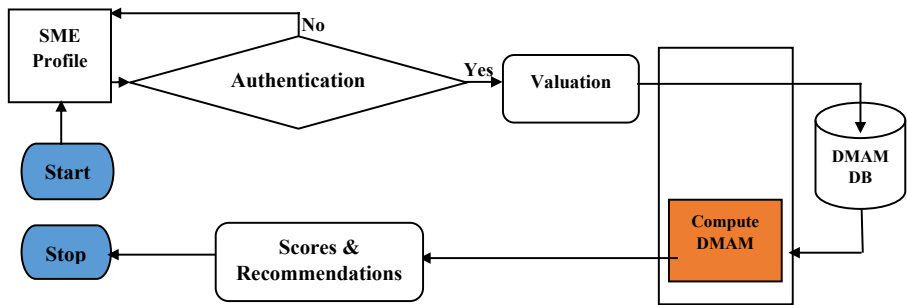 No
SME
Profile
Authentication
Yes
Valuation
DMAM
DB
Start
Compute
DMAM
Scores &
Recommendations
Stop